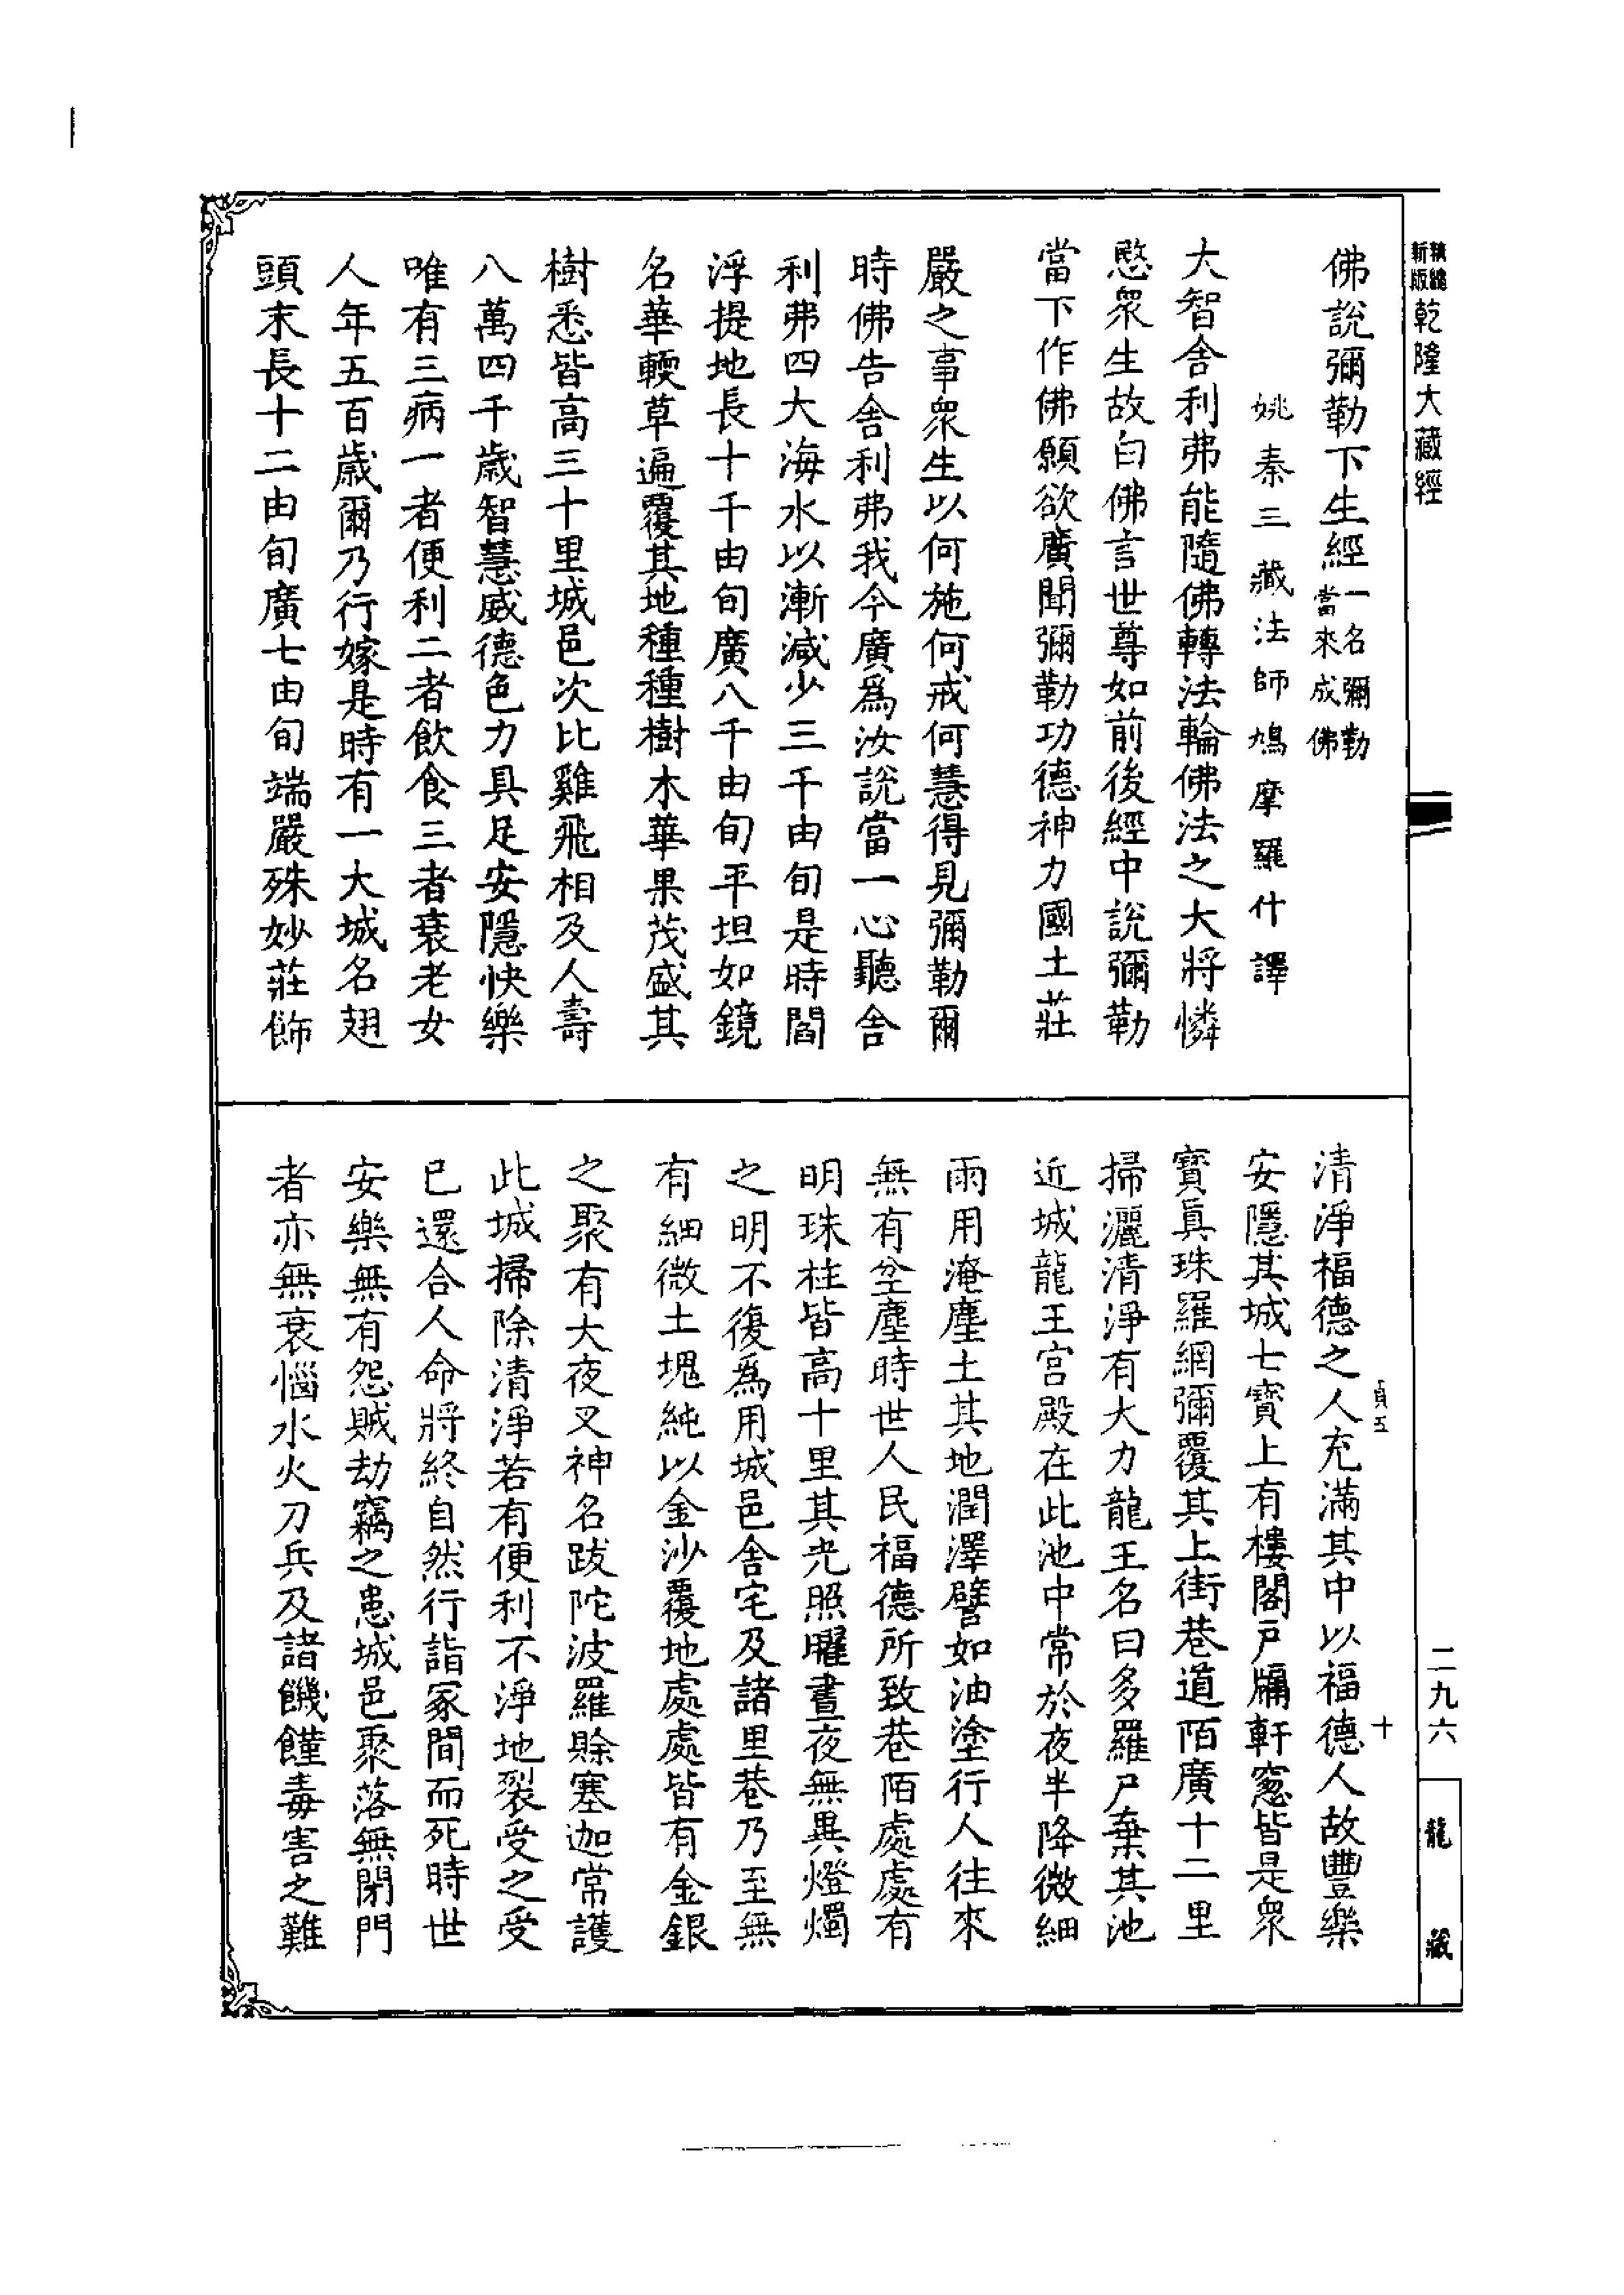 乾隆大藏經
佛說彌勒下生經一名彌勒當來成佛
姚秦三藏法師鳩摩羅什譯
大智舍利弗能隨佛轉法輪佛法之大將憐
愍衆生故白佛言世尊如前後經中說彌勒
當下作佛願欲廣聞彌勒功德神力國土莊
嚴之事衆生以何施何戒何慧得見彌勒爾
時佛告舍利弗我今廣爲汝說當一心聽舍
利弗四大海水以漸減少三千由旬是時閻
浮提地長十千由旬廣八千由旬平坦如鏡
名華輭草遍覆其地種種樹木華果茂盛其
樹悉皆高三十里城邑次比雞飛相及人壽
八萬四千歲智慧威德色力具足安隱快樂
唯有三病一者便利二者飲食三者衰老女
人年五百歲爾乃行嫁是時有一大城名翅
頭末長十二由旬廣七由旬端嚴殊妙莊飾
清淨福德之人充滿其中以福德人故豐樂
安隱其城七寶上有樓閣戶牖軒窓皆是衆
寶眞珠羅網彌覆其上街巷道陌廣十二里
掃灑清淨有大力龍王名曰多羅尸棄其池
近城龍王宮殿在此池中常於夜半降微細
雨用淹塵土其地潤澤譬如油塗行人往來
無有坌塵時世人民福德所致巷陌處處有
明珠柱皆高十里其光照曜晝夜無異燈燭
之明不復爲用城邑舍宅及諸里巷乃至無
有細微土塊純以金沙覆地處處皆有金銀
之聚有大夜叉神名跋陀波羅賒塞迦常護
此城掃除清淨若有便利不淨地裂受之受
已還合人命將終自然行詣冢間而死時世
安樂無有怨賊劫竊之患城邑聚落無閉門
者亦無衰惱水火刀兵及諸饑饉毒害之難
十
二九六
龍藏